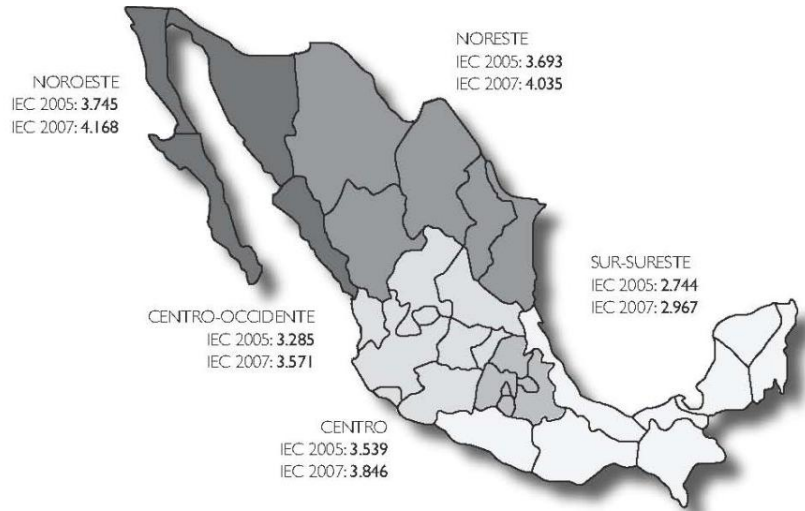 NORESTE
IEC 2005: 3.693
IEC 2007: 4.035
NOROESTE
IEC 2005: 3.745
IEC 2007: 4.168
SUR-SURESTE
IEC 2005: 2.744
IEC 2007: 2.967
CENTRO-OCCIDENTE
IEC 2005: 3.285
IEC 2007: 3.571
CENTRO
IEC 2005: 3.539
IEC 2007: 3.846